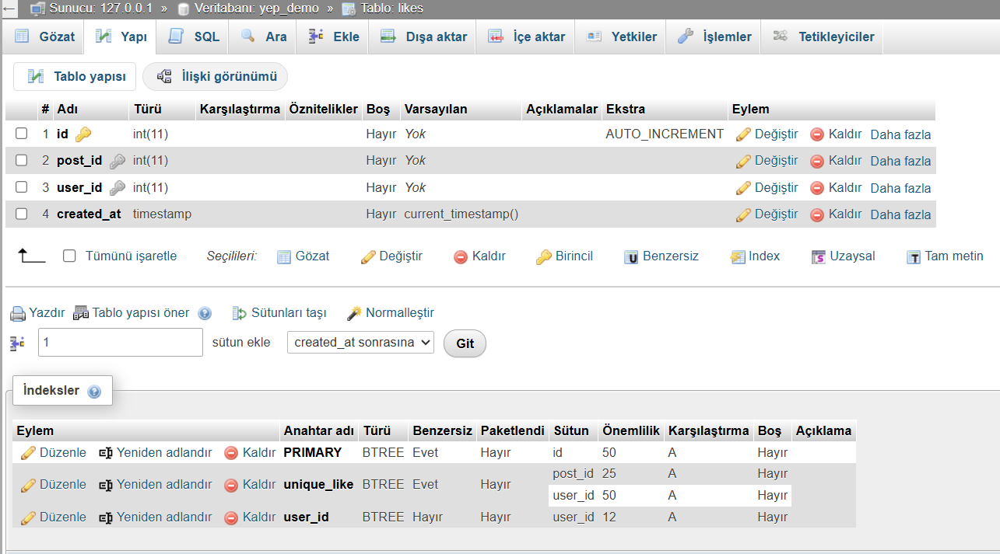 Sunucu: 127.0.0.1 » Veritabanı: yep_demo » Tablo: likes
Gözat Yapı SQL Ara Ekle Dışa aktar İçe aktar Yetkiler İşlemler Tetikleyiciler
Tablo yapısı İlişki görünümü
# Adı Türü Karşılaştırma Öznitelikler Boş Varsayılan Açıklamalar Ekstra Eylem
1 id int(11) Hayır Yok AUTO_INCREMENT Değiştir Kaldır Daha fazla
2 post_id int(11) Hayır Yok Değiştir Kaldır Daha fazla
3 user_id int(11) Hayır Yok Değiştir Kaldır Daha fazla
4 created_at timestamp Hayır current_timestamp() Değiştir Kaldır Daha fazla
Tümünü işaretle Seçilileri: Gözat Değiştir Kaldır Birincil Benzersiz Index Uzaysal Tam metin
Yazdır Tablo yapısı öner Sütunları taşı Normalleştir
1 sütun ekle created_at sonrasına Git
İndeksler
Eylem Anahtar adı Türü Benzersiz Paketlendi Sütun Önemlilik Karşılaştırma Boş Açıklama
Düzenle Yeniden adlandır Kaldır PRIMARY BTREE Evet Hayır id 50 A Hayır
post_id 25 A Hayır
Düzenle Yeniden adlandır Kaldır unique_like BTREE Evet Hayır
user_id 50 A Hayır
Düzenle Yeniden adlandır Kaldır user_id BTREE Hayır Hayır user_id 12 A Hayır